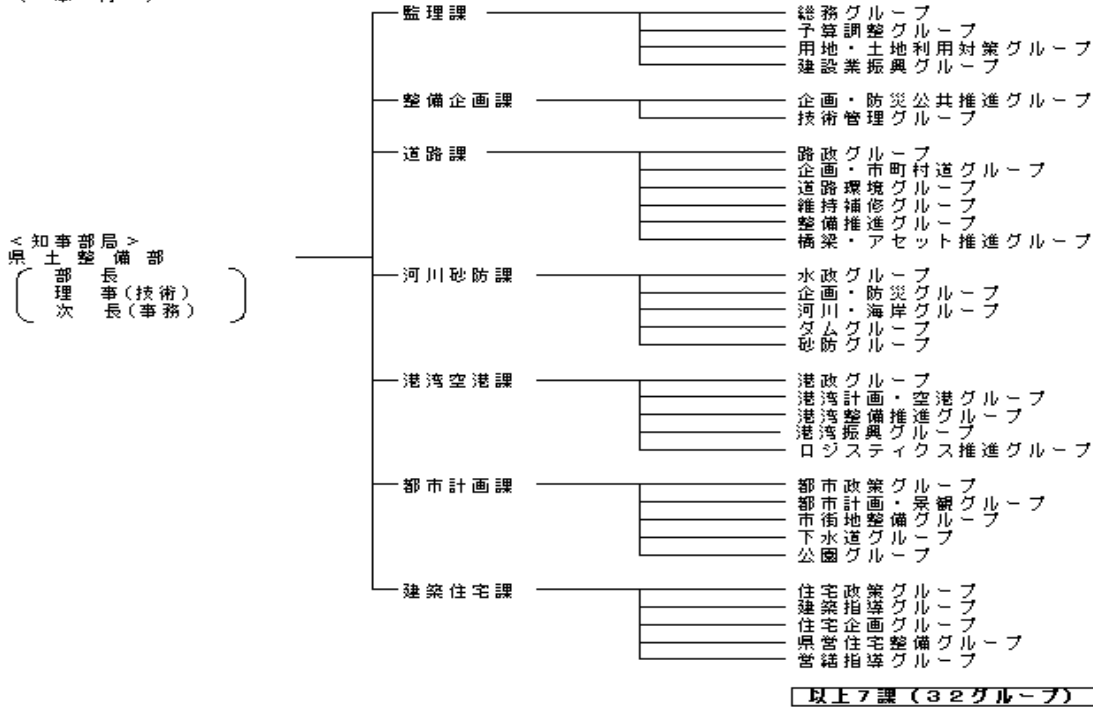 <知事部局>
県土整備部
部長
理事(技術)
次長(事務)
監理課
総務グループ
予算調整グループ
用地・土地利用対策グループ
建設業振興グループ
整備企画課
企画・防災公共推進グループ
技術管理グループ
道路課
路政グループ
企画・市町村道グループ
道路環境グループ
維持補修グループ
整備推進グループ
橋梁・アセット推進グループ
河川砂防課
水政グループ
企画・防災グループ
河川・海岸グループ
ダムグループ
砂防グループ
港湾空港課
港政グループ
港湾計画・空港グループ
港湾整備推進グループ
港湾振興グループ
ロジスティクス推進グループ
都市計画課
都市政策グループ
都市計画・景観グループ
市街地整備グループ
下水道グループ
公園グループ
建築住宅課
住宅政策グループ
建築指導グループ
住宅企画グループ
県営住宅整備グループ
営繕指導グループ
以上7課(32グループ)